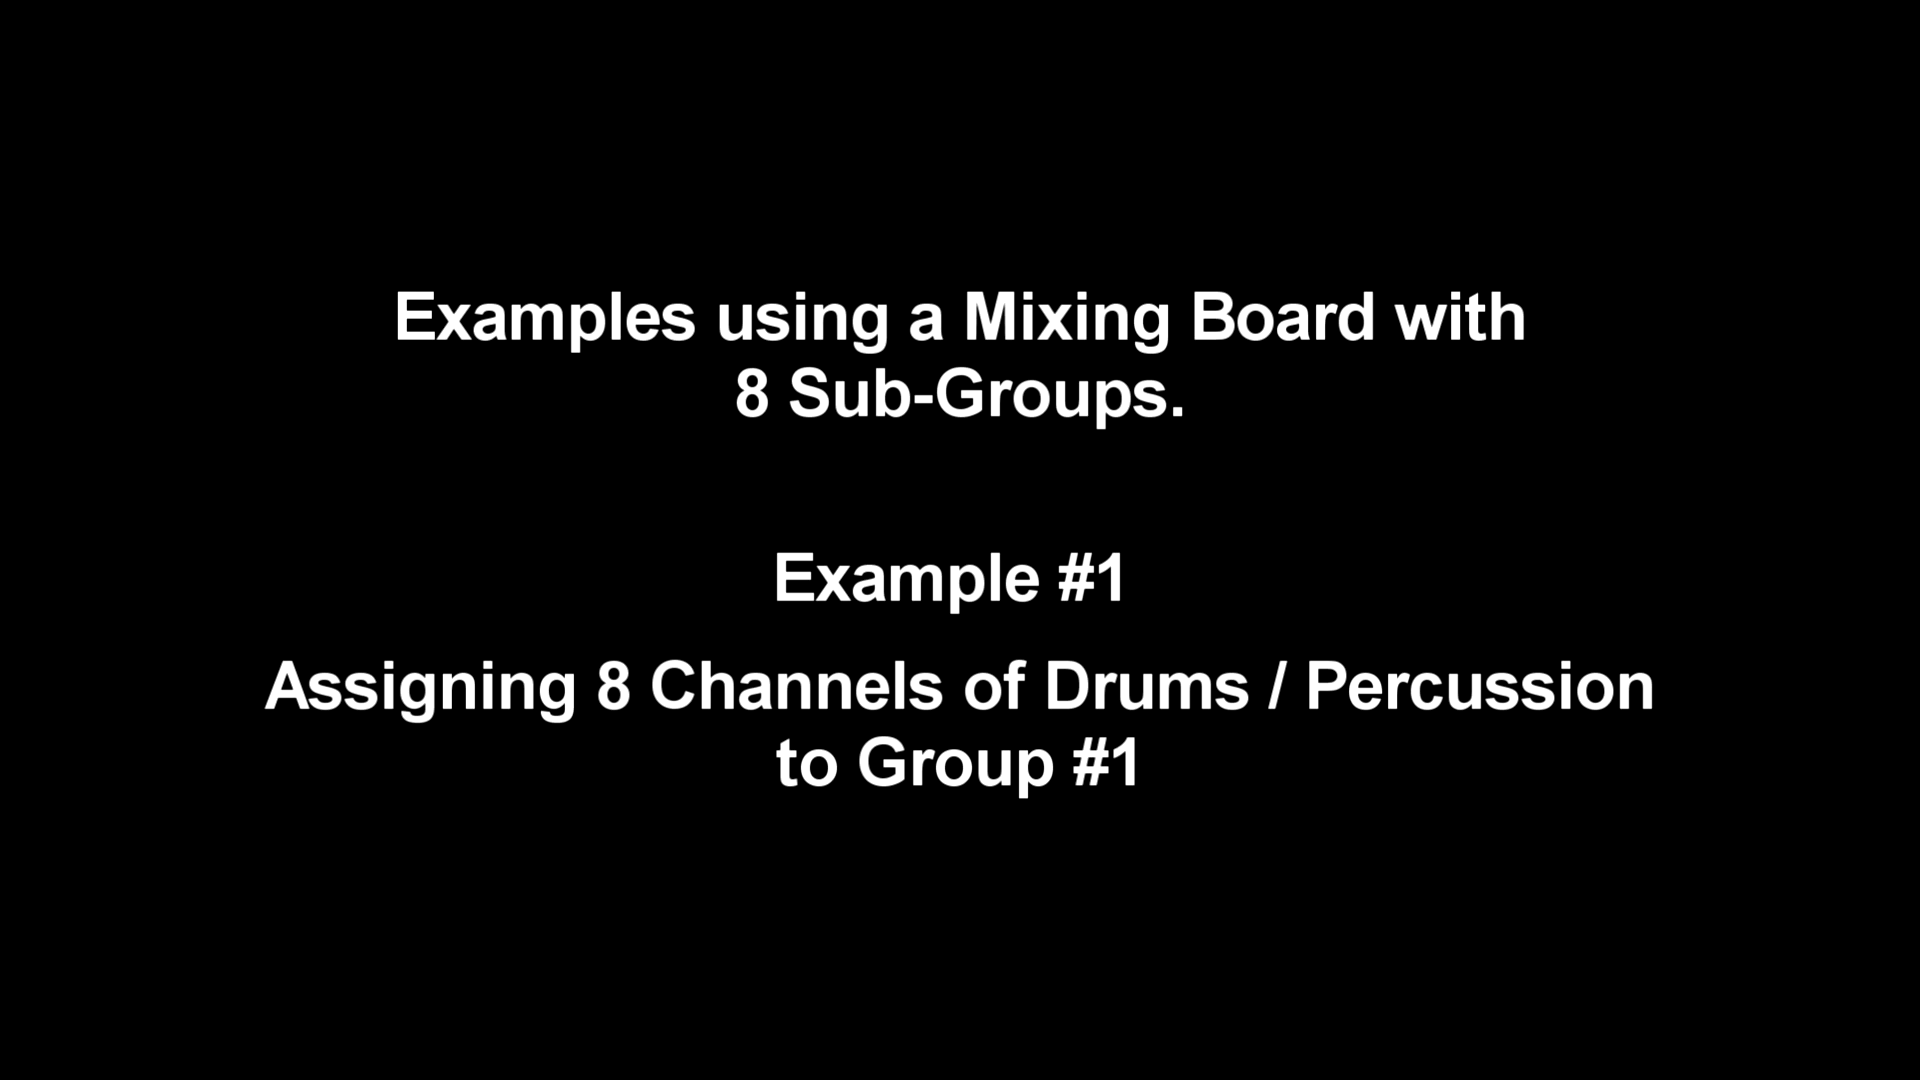 Examples using a Mixing Board with
8 Sub-Groups.
Example #1
Assigning 8 Channels of Drums / Percussion
to Group #1